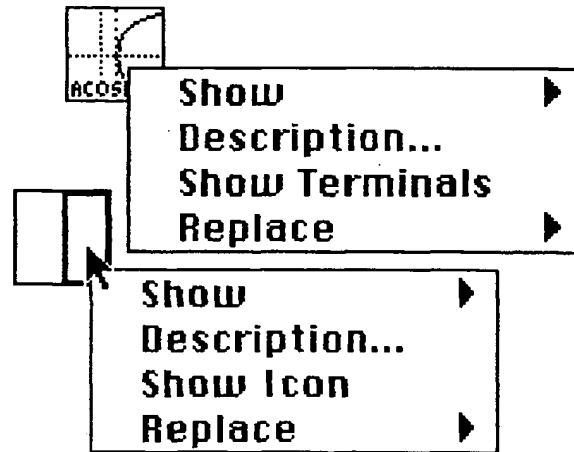 ACOS
Show
Description...
Show Terminals
Replace
Show
Description...
Show Icon
Replace